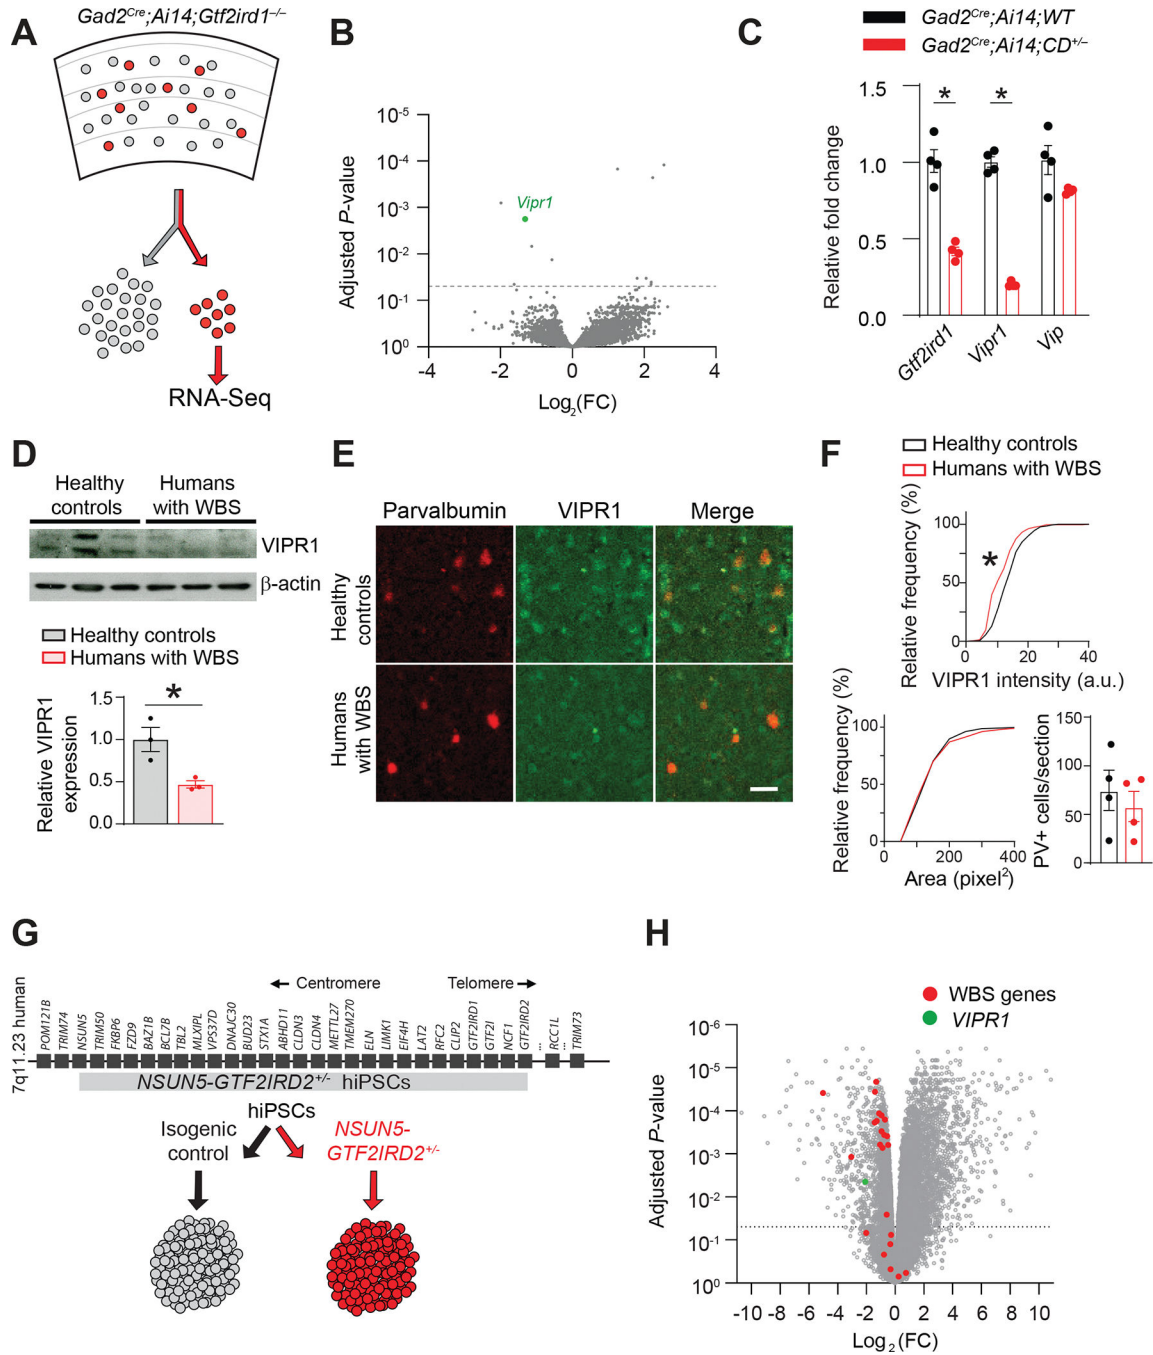 A
Gad2Cre;Ai14;Gtf2ird1–/–
RNA-Seq
B
Adjusted P-value
10-5
10-4
10-3
10-2
10-1
100
Vipr1
-4
-2
0
2
4
Log2(FC)
C
Gad2Cre;Ai14;WT
Gad2Cre;Ai14;CD+/–
Relative fold change
1.5
1.0
0.5
0.0
*
*
Gtf2ird1
Vipr1
Vip
D
Healthy controls
Humans with WBS
VIPR1
β-actin
Healthy controls
Humans with WBS
Relative VIPR1 expression
1.5
1.0
0.5
0.0
*
E
Parvalbumin
VIPR1
Merge
Healthy controls
Humans with WBS
F
Healthy controls
Humans with WBS
Relative frequency (%)
100
50
0
*
0
20
40
VIPR1 intensity (a.u.)
Relative frequency (%)
100
50
0
0
200
400
Area (pixel2)
PV+ cells/section
150
100
50
0
G
7q11.23 human
Centromere
Telomere
POM121B
TRIM74
NSUN5
TRIM50
FKBP6
FZD9
BAZ1B
BCL7B
TBL2
MLXIPL
VPS37D
DNAJC30
BUD23
STX1A
ABHD11
CLDN3
CLDN4
METTL27
TMEM270
ELN
LIMK1
EIF4H
LAT2
RFC2
CLIP2
GTF2IRD1
GTF2I
NCF1
GTF2IRD2
...
RCC1L
...
TRIM73
NSUN5-GTF2IRD2+/- hiPSCs
hiPSCs
Isogenic control
NSUN5-
GTF2IRD2+/-
H
WBS genes
VIPR1
Adjusted P-value
10-6
10-5
10-4
10-3
10-2
10-1
100
-10
-8
-6
-4
-2
0
2
4
6
8
10
Log2(FC)